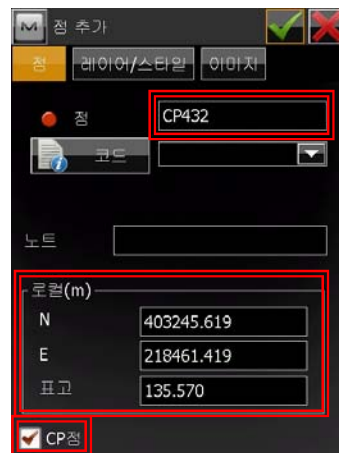 점 추가
점 레이어/스타일 이미지
점 CP432
코드
노트
로컬(m)
N 403245.619
E 218461.419
표고 135.570
CP점